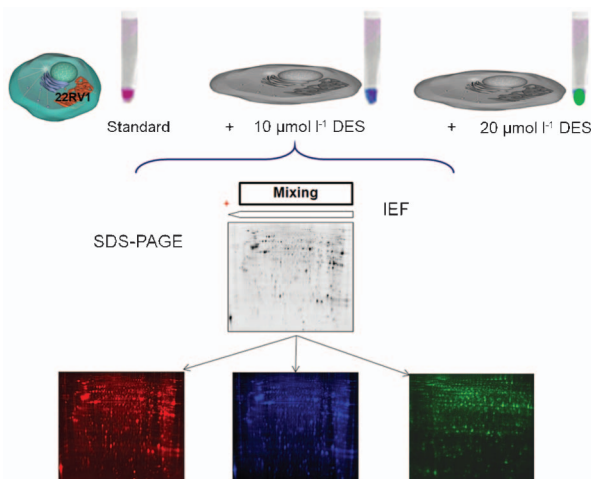 22RV1
Standard
+ 10 µmol l⁻¹ DES
+ 20 µmol l⁻¹ DES
Mixing
+
IEF
SDS-PAGE